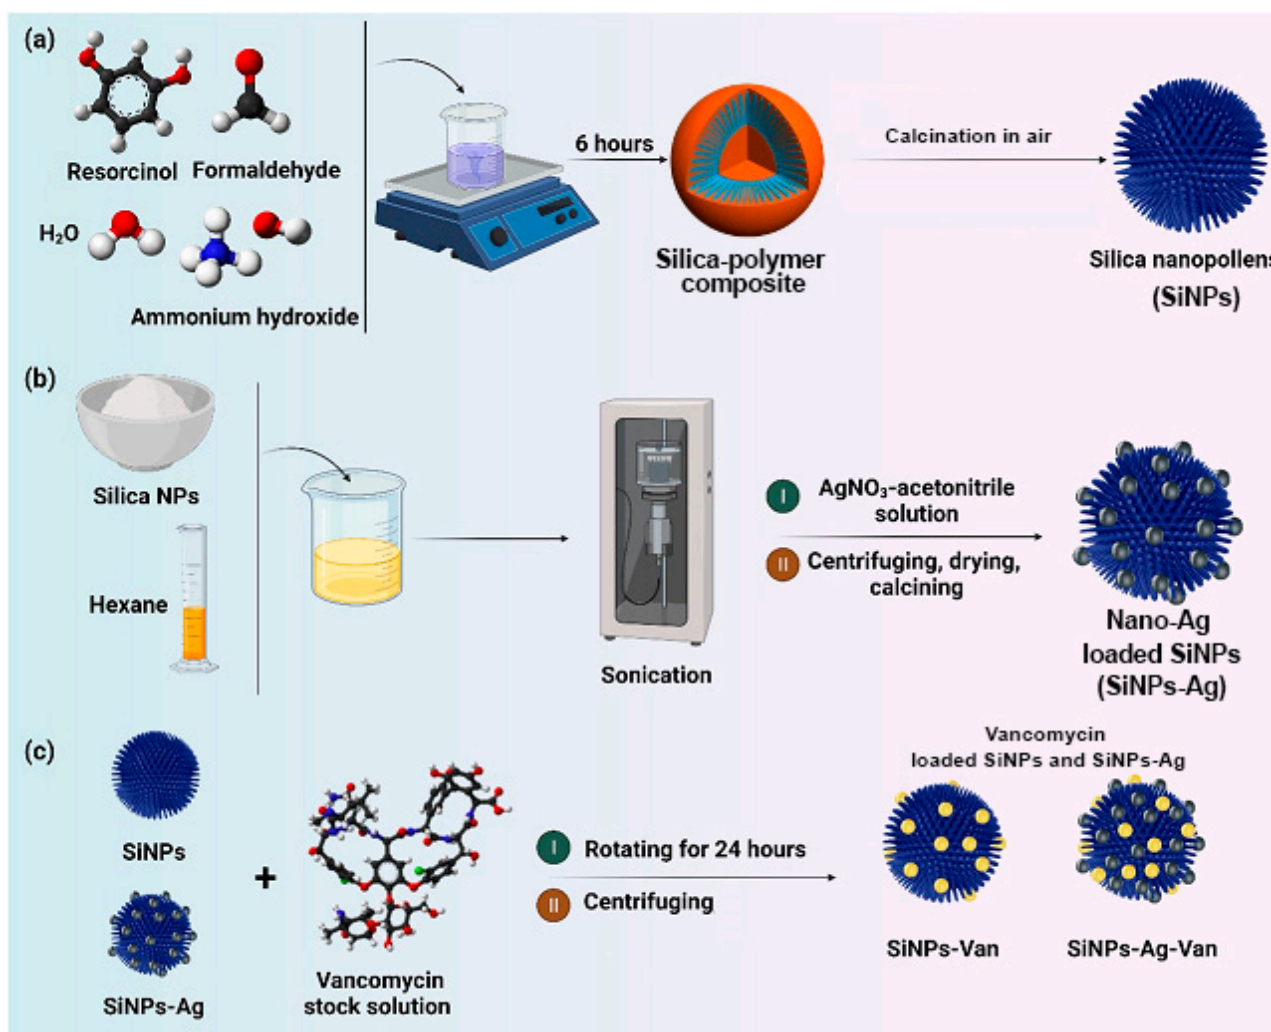 (a)
Resorcinol
Formaldehyde
H₂O
Ammonium hydroxide
6 hours
Silica-polymer
composite
Calcination in air
Silica nanopollens
(SiNPs)
(b)
Silica NPs
Hexane
Sonication
I
AgNO₃-acetonitrile
solution
II
Centrifuging, drying,
calcining
Nano-Ag
loaded SiNPs
(SiNPs-Ag)
(c)
SiNPs
SiNPs-Ag
+
Vancomycin
stock solution
I
Rotating for 24 hours
II
Centrifuging
Vancomycin
loaded SiNPs and SiNPs-Ag
SiNPs-Van
SiNPs-Ag-Van